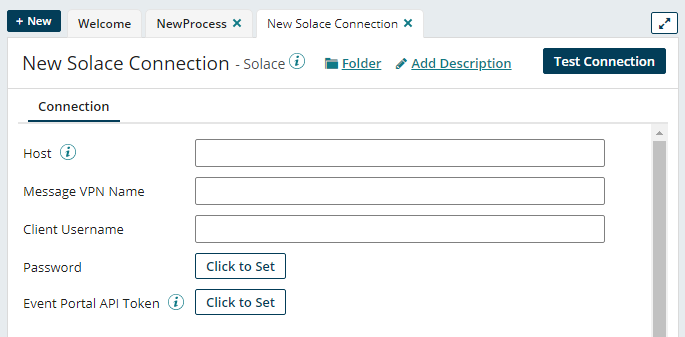 + New Welcome NewProcess × New Solace Connection ×
New Solace Connection - Solace i Folder Add Description Test Connection
Connection
Host i
Message VPN Name
Client Username
Password Click to Set
Event Portal API Token i Click to Set